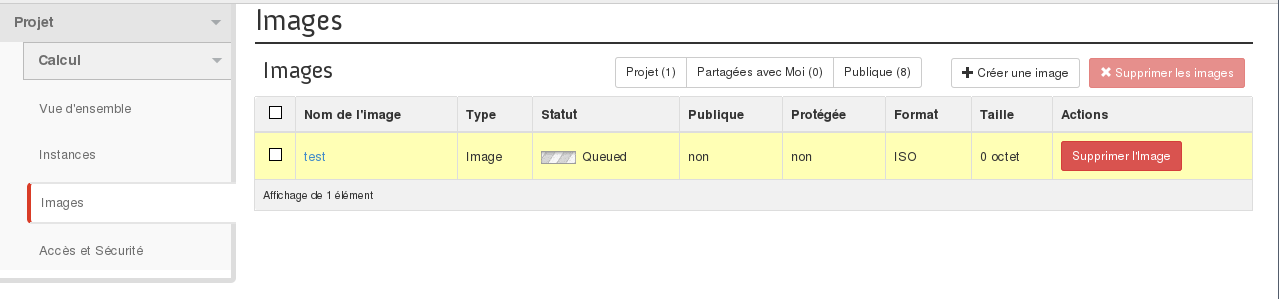 Images
Projet
Calcul
Vue d'ensemble
Instances
Images
Accès et Sécurité
Images
Projet (1) Partagées avec Moi (0) Publique (8) Créer une image Supprimer les images
Nom de l'image Type Statut Publique Protégée Format Taille Actions
test Image Queued non non ISO 0 octet Supprimer l'Image
Affichage de 1 élément